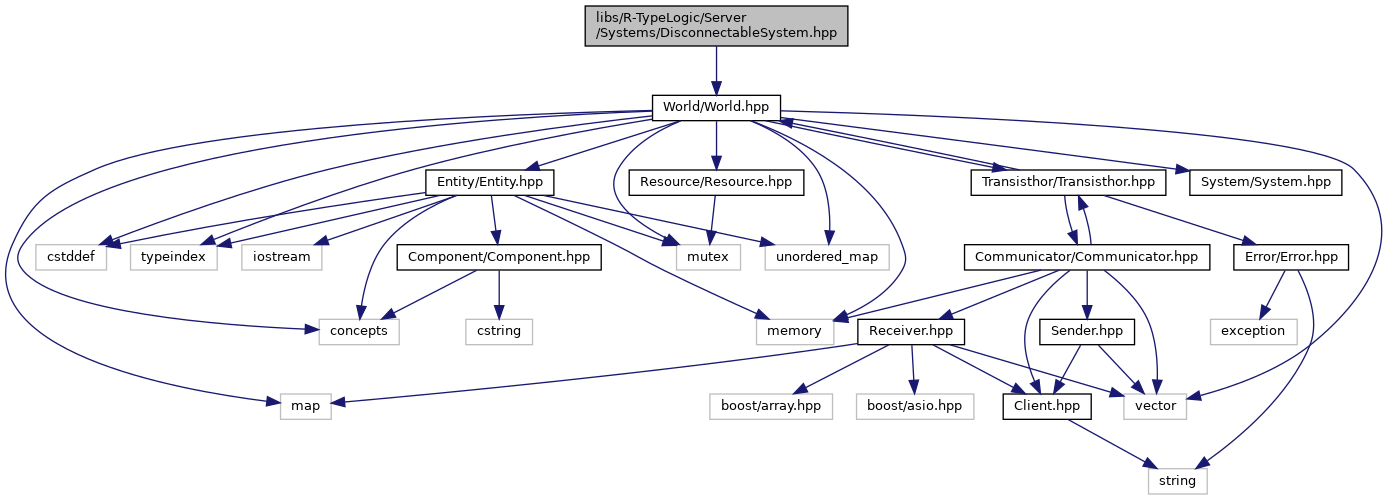 libs/R-TypeLogic/Server
/Systems/DisconnectableSystem.hpp
World/World.hpp
Entity/Entity.hpp
Resource/Resource.hpp
Transisthor/Transisthor.hpp
System/System.hpp
cstddef
typeindex
iostream
Component/Component.hpp
mutex
unordered_map
Communicator/Communicator.hpp
Error/Error.hpp
concepts
cstring
memory
Receiver.hpp
Sender.hpp
exception
map
boost/array.hpp
boost/asio.hpp
Client.hpp
vector
string